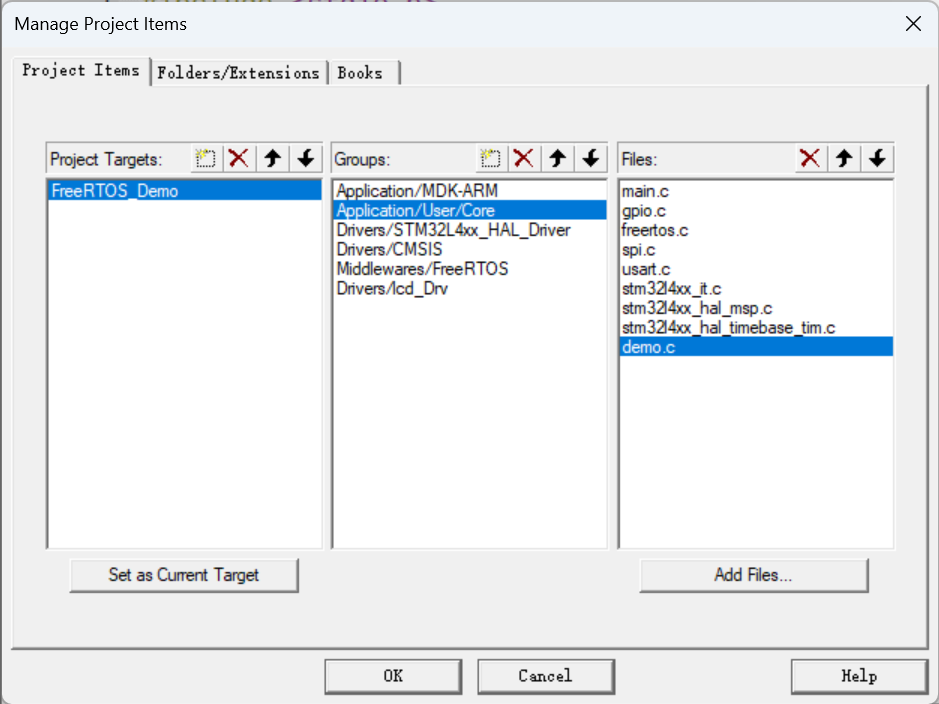 Manage Project Items
Project Items
Folders/Extensions
Books
Project Targets:
FreeRTOS_Demo
Set as Current Target
Groups:
Application/MDK-ARM
Application/User/Core
Drivers/STM32L4xx_HAL_Driver
Drivers/CMSIS
Middlewares/FreeRTOS
Drivers/lcd_Drv
Files:
main.c
gpio.c
freertos.c
spi.c
usart.c
stm32l4xx_it.c
stm32l4xx_hal_msp.c
stm32l4xx_hal_timebase_tim.c
demo.c
Add Files...
OK
Cancel
Help